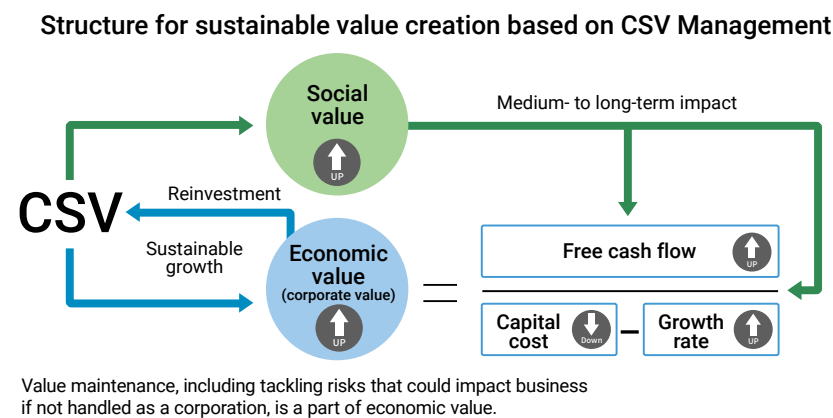 Structure for sustainable value creation based on CSV Management
Social
value
UP
Medium- to long-term impact
CSV
Reinvestment
Sustainable
growth
Economic
value
(corporate value)
UP
=
Free cash flow
UP
Capital
cost
Down
–
Growth
rate
UP
Value maintenance, including tackling risks that could impact business
if not handled as a corporation, is a part of economic value.